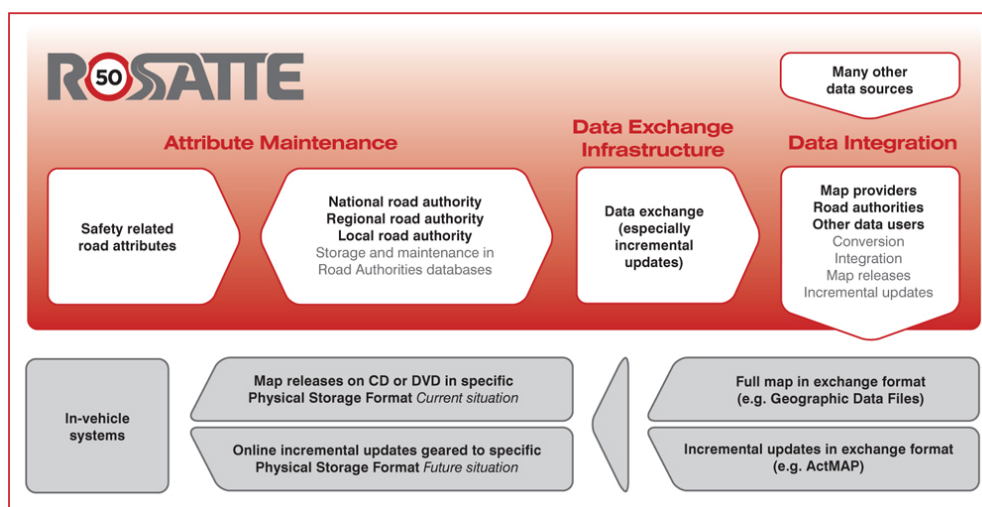 ROSATTE
50
Many other
data sources
Attribute Maintenance
Data Exchange
Infrastructure
Data Integration
Safety related
road attributes
National road authority
Regional road authority
Local road authority
Storage and maintenance in
Road Authorities databases
Data exchange
(especially
incremental
updates)
Map providers
Road authorities
Other data users
Conversion
Integration
Map releases
Incremental updates
In-vehicle
systems
Map releases on CD or DVD in specific
Physical Storage Format Current situation
Online incremental updates geared to specific
Physical Storage Format Future situation
Full map in exchange format
(e.g. Geographic Data Files)
Incremental updates in exchange format
(e.g. ActMAP)